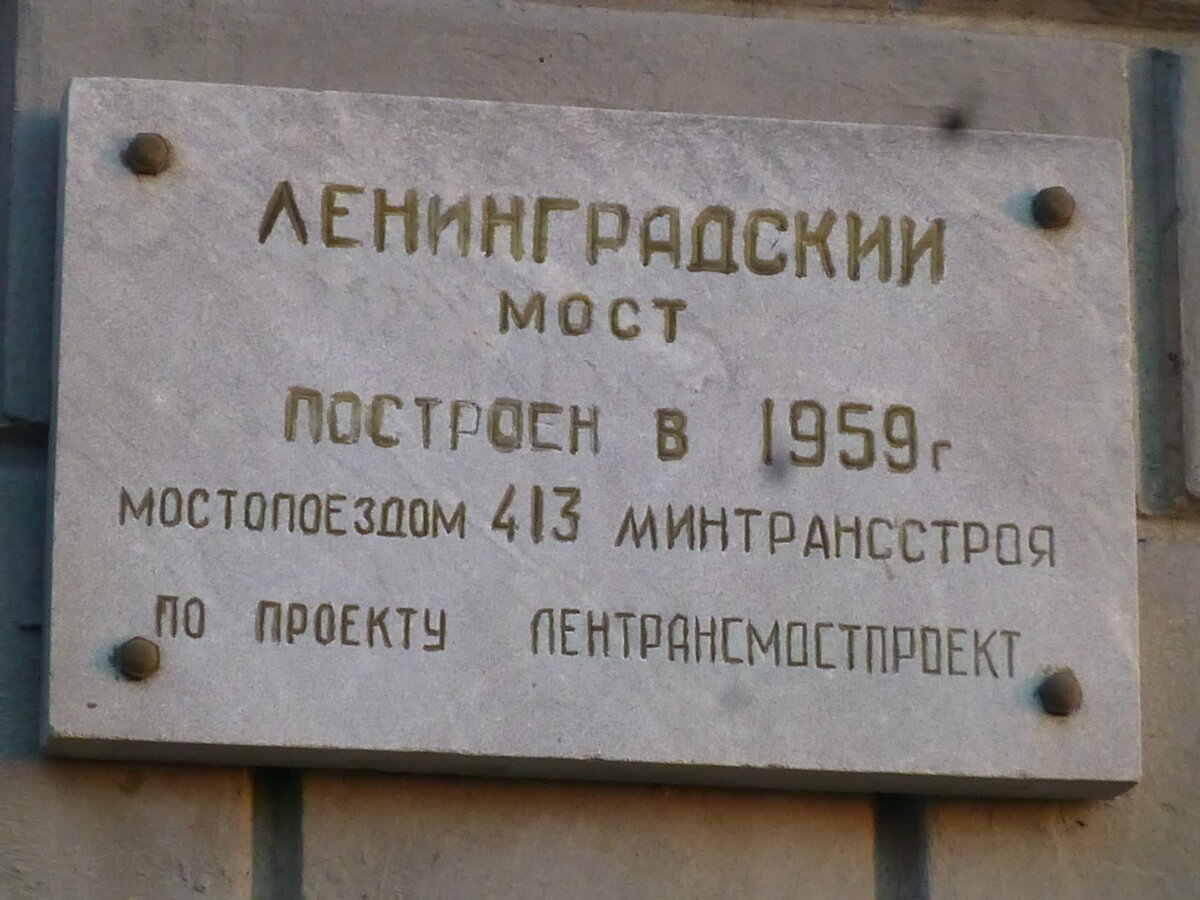 ЛЕНИНГРАДСКИЙ
МОСТ
ПОСТРОЕН В 1959г
МОСТОПОЕЗДОМ 413 МИНТРАНССТРОЯ
ПО ПРОЕКТУ ЛЕНТРАНСМОСТПРОЕКТ